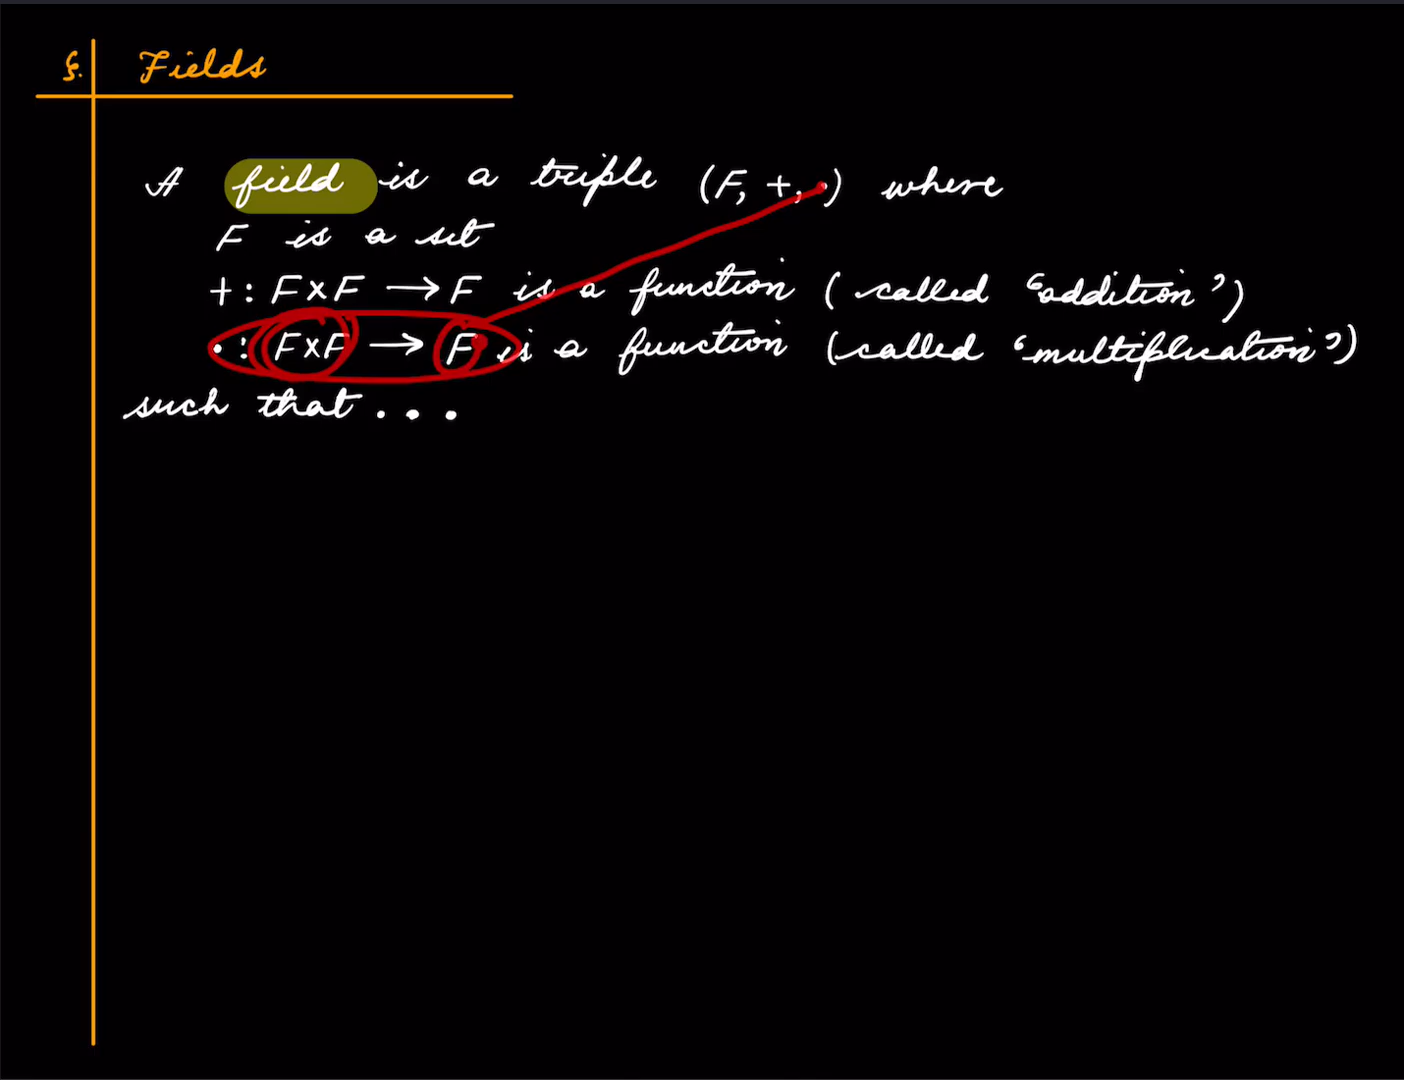 §. Fields
A field is a triple (F, +, ·) where
F is a set
+ : F×F → F is a function (called 'addition')
· : F×F → F is a function (called 'multiplication')
such that . . .